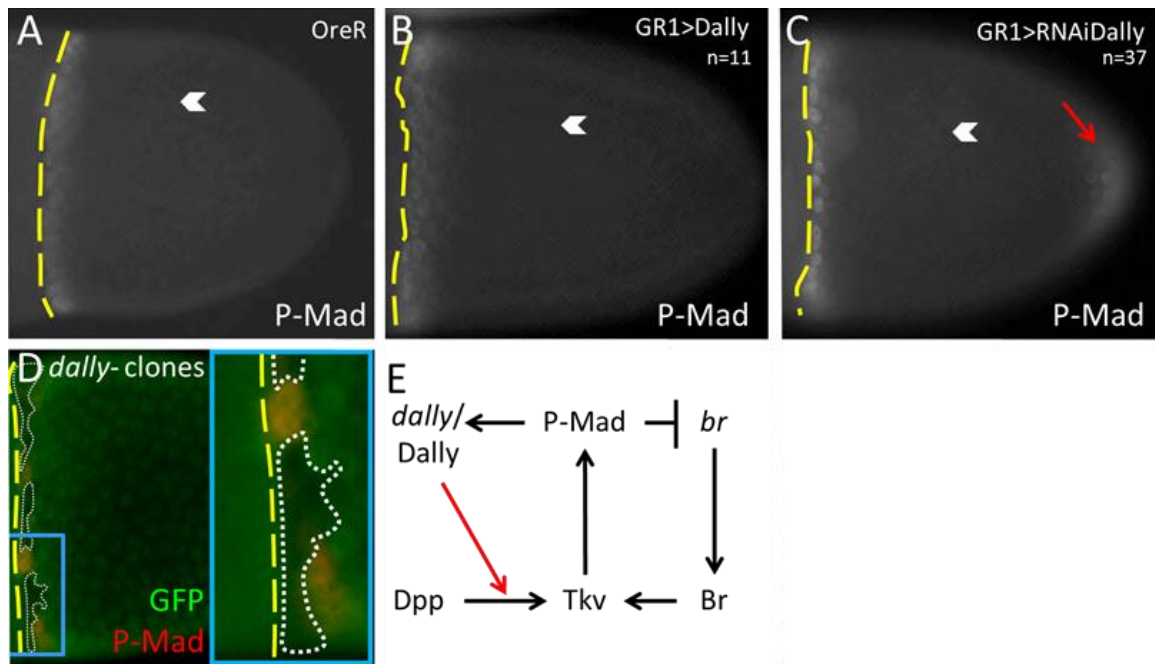 A
OreR
P-Mad
B
GR1>Dally
n=11
P-Mad
C
GR1>RNAiDally
n=37
P-Mad
D
dally- clones
GFP
P-Mad
E
dally/
Dally
P-Mad
br
Dpp
Tkv
Br